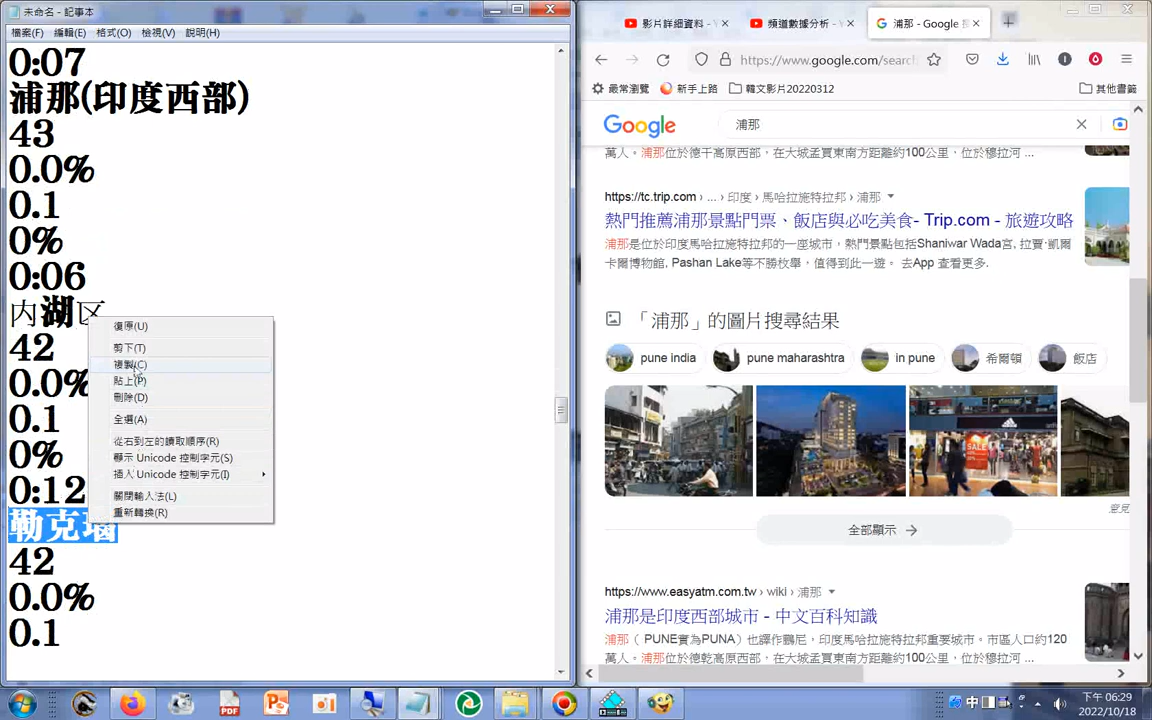 未命名 - 記事本
檔案(F) 編輯(E) 格式(O) 檢視(V) 說明(H)
0:07
浦那(印度西部)
43
0.0%
0.1
0%
0:06
内湖区
42
0.0%
0.1
0%
0:12
勒克瑙
42
0.0%
0.1
復原(U)
剪下(T)
複製(C)
貼上(P)
刪除(D)
全選(A)
從右到左的讀取順序(R)
顯示 Unicode 控制字元(S)
插入 Unicode 控制字元(I)
關閉輸入法(L)
重新轉換(R)
影片詳細資料 - Y
頻道數據分析 - Y
浦那 - Google
https://www.google.com/search
最常瀏覽 新手上路 韓文影片20220312 其他書籤
Google 浦那
萬人。浦那位於德干高原西部，在大城孟買東南方距離約100公里，位於穆拉河 ...
https://tc.trip.com › ... › 印度 › 馬哈拉施特拉邦 › 浦那
熱門推薦浦那景點門票、飯店與必吃美食- Trip.com - 旅遊攻略
浦那是位於印度馬哈拉施特拉邦的一座城市，熱門景點包括Shaniwar Wada宮, 拉賈·凱爾
卡爾博物館, Pashan Lake等不勝枚舉，值得到此一遊。 去App 查看更多.
「浦那」的圖片搜尋結果
pune india pune maharashtra in pune 希爾頓 飯店
SALE
意見
全部顯示
https://www.easyatm.com.tw › wiki › 浦那
浦那是印度西部城市 - 中文百科知識
浦那（ PUNE實為PUNA）也譯作鵬尼，印度馬哈拉施特拉邦重要城市。市區人口約120
萬人。浦那位於德乾高原西部，在大城孟買東南方距離約100公里，位於穆拉河 ...
PDF
中
下午 06:29
2022/10/18